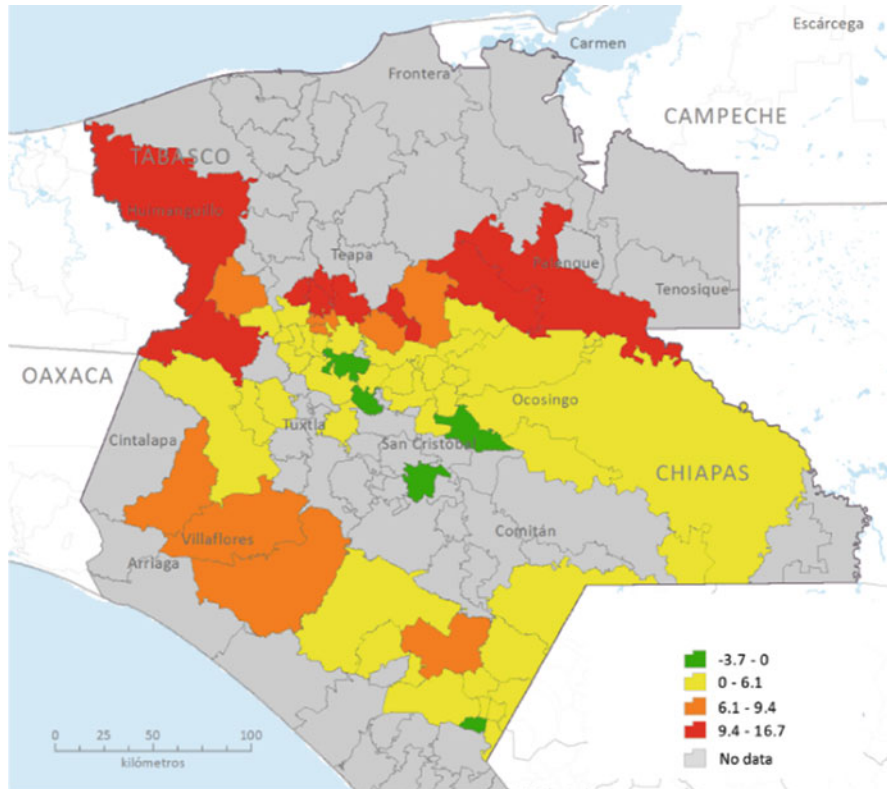 Escárcega
Carmen
Frontera
CAMPECHE
TABASCO
Huimanguillo
Teapa
Palenque
Tenosique
OAXACA
Ocosingo
Tuxtla
Cintalapa
San Cristóbal
CHIAPAS
Comitán
Villaflores
Arriaga
-3.7 - 0
0 - 6.1
6.1 - 9.4
9.4 - 16.7
No data
0 25 50 100
kilómetros